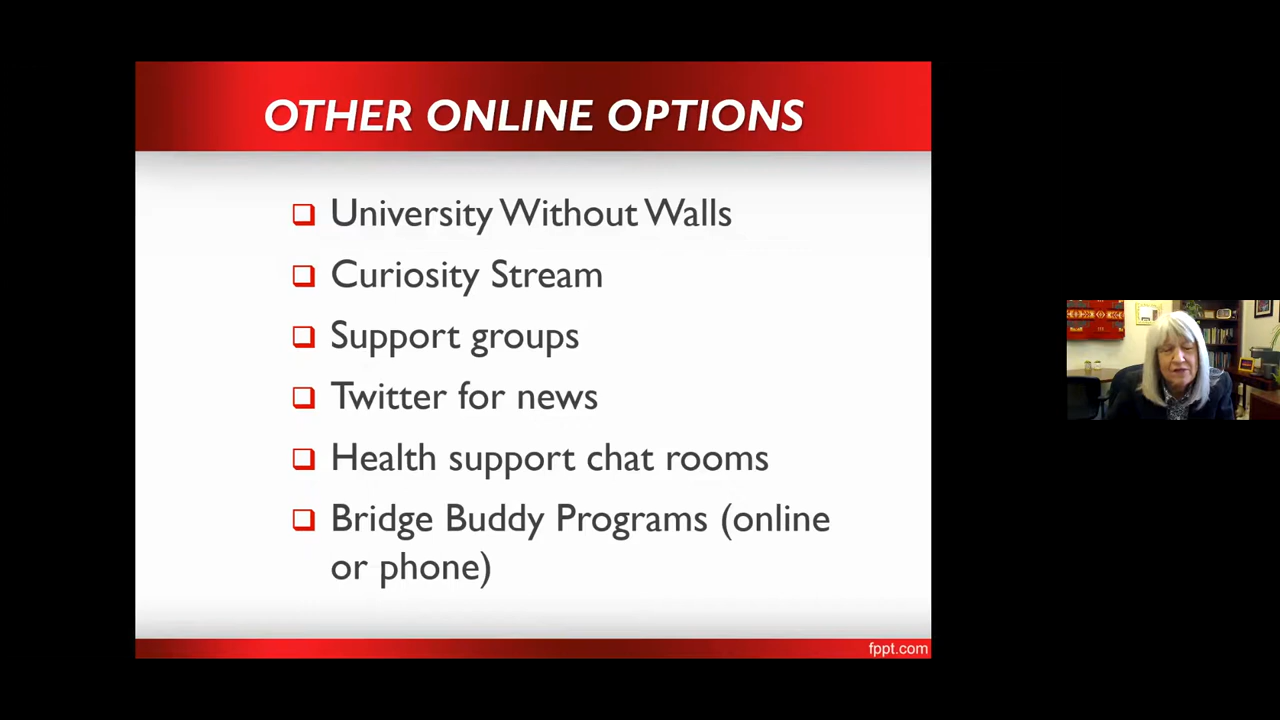 OTHER ONLINE OPTIONS
University Without Walls
Curiosity Stream
Support groups
Twitter for news
Health support chat rooms
Bridge Buddy Programs (online
or phone)
fppt.com